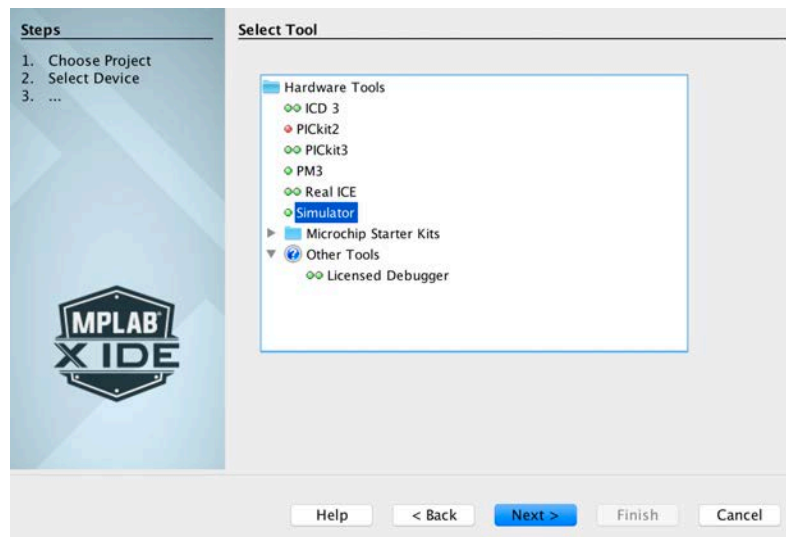 Steps
1. Choose Project
2. Select Device
3. ...
MPLAB®
X IDE
Select Tool
Hardware Tools
ICD 3
PICkit2
PICkit3
PM3
Real ICE
Simulator
Microchip Starter Kits
Other Tools
Licensed Debugger
Help
< Back
Next >
Finish
Cancel